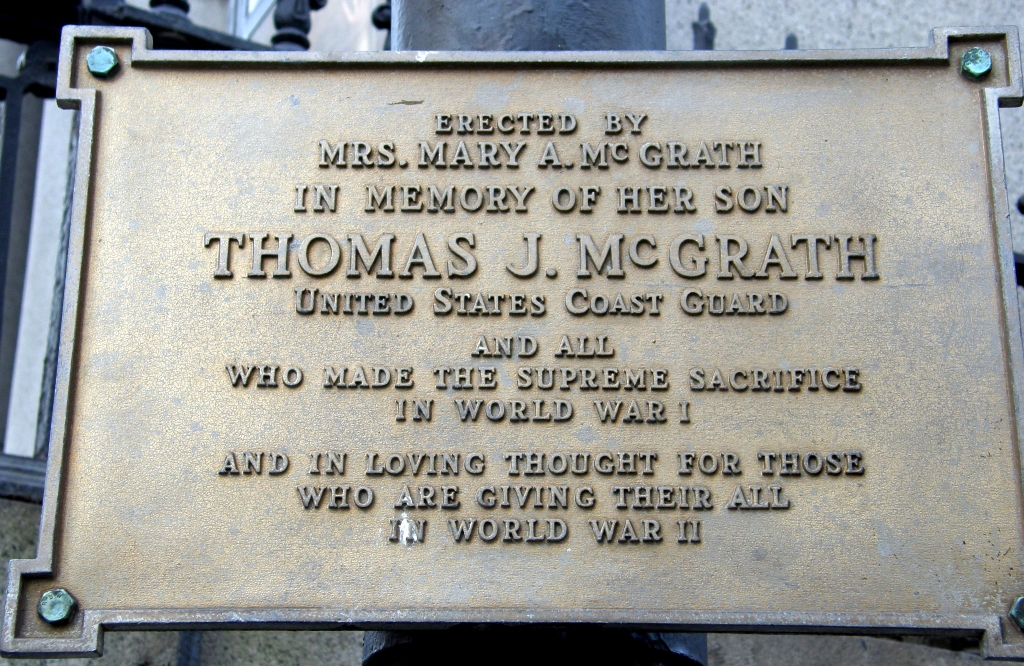 ERECTED BY
MRS. MARY A. McGRATH
IN MEMORY OF HER SON
THOMAS J. McGRATH
UNITED STATES COAST GUARD
AND ALL
WHO MADE THE SUPREME SACRIFICE
IN WORLD WAR I
AND IN LOVING THOUGHT FOR THOSE
WHO ARE GIVING THEIR ALL
IN WORLD WAR II